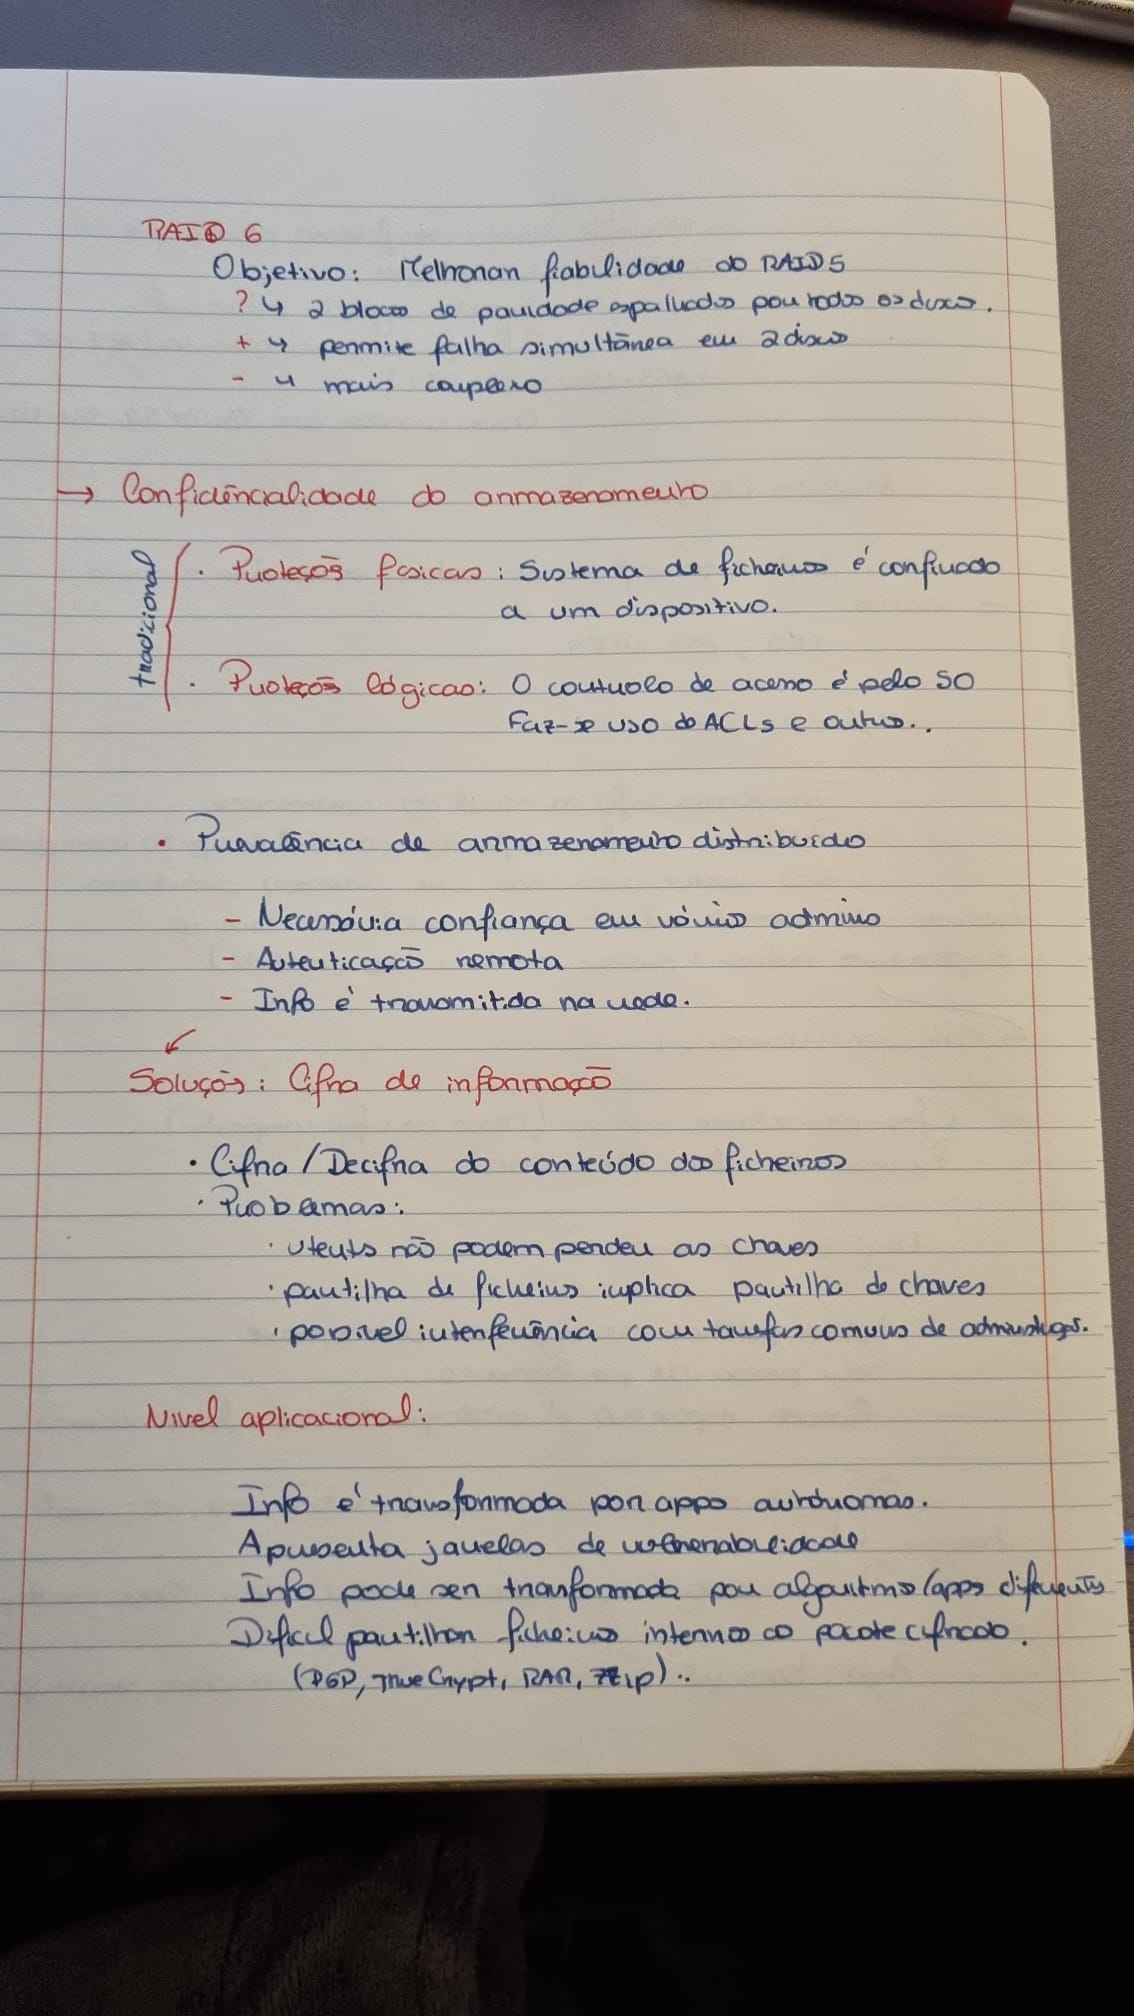 RAID 6
Objetivo: Melhorar fiabilidade do RAID5
? ↳ 2 blocos de paridade espalhados por todos os discos.
+ ↳ permite falha simultânea em 2 discos
- ↳ mais complexo
→ Confidêncialidade do armazenamento
tradicional
. Proteções físicas: Sistema de ficheiros é confinado
a um dispositivo.
. Proteções lógicas: O controlo de acesso é pelo SO
Faz-se uso de ACLs e outros..
• Prevalência de armazenamento distribuído
- Necessária confiança em vários admins
- Autenticação remota
- Info é transmitida na rede.
↙
Solução: Cifra de informação
• Cifra/Decifra do conteúdo dos ficheiros
· Problemas:
· utentes não podem perder as chaves
· partilha de ficheiros implica partilha de chaves
· possível interferência com tarefas comuns de
Nivel aplicacional:
Info é transformada por apps autónomas.
Apresenta janelas de vulnerabilidade
Info pode ser transformada por algoritmos/apps diferentes
Dificil partilhar ficheiros internos ao pacote cifrado.
(PGP, TrueCrypt, RAR, 7Zip)..